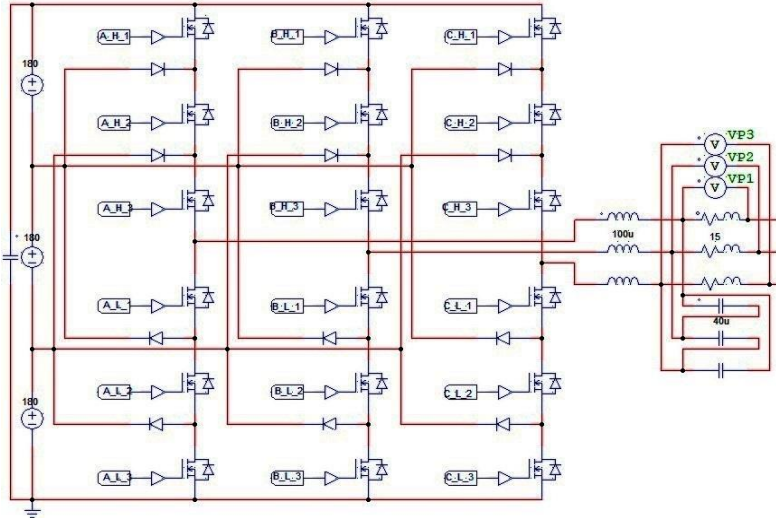 A_H_1 B_H_1 C_H_1
180
A_H_2 B_H_2 C_H_2
VP3
V
VP2
V
VP1
V
A_H_3 B_H_3 C_H_3
180
100u 15
A_L_1 B_L_1 C_L_1
40u
A_L_2 B_L_2 C_L_2
180
A_L_3 B_L_3 C_L_3